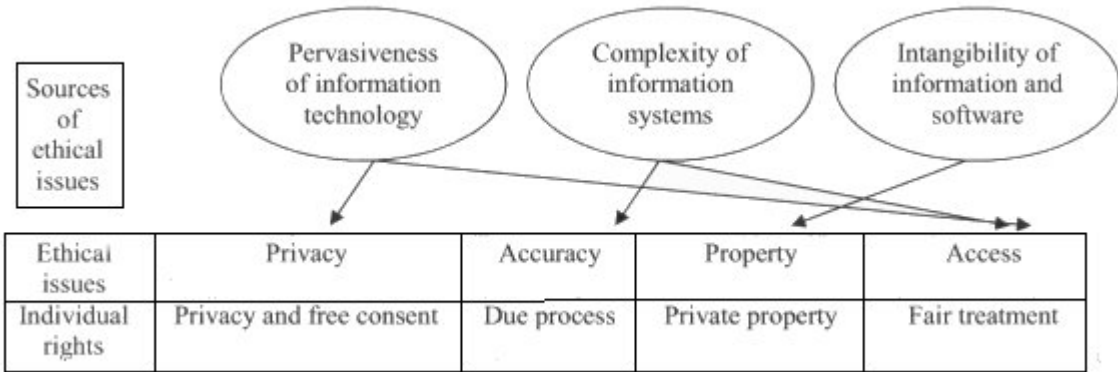 Sources
of
ethical
issues
Pervasiveness
of information
technology
Complexity of
information
systems
Intangibility of
information and
software
Ethical
issues
Privacy
Accuracy
Property
Access
Individual
rights
Privacy and free consent
Due process
Private property
Fair treatment